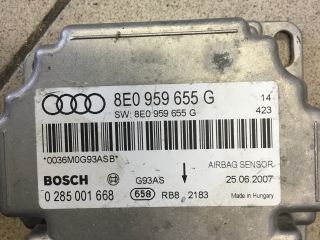 8E0 959 655 G 14
SW: 8E0 959 655 G 423
*0036M0G93ASB* AIRBAG SENSOR
BOSCH G93AS 25.06.2007
0 285 001 668 658 RB8 2183 Made in Hungary